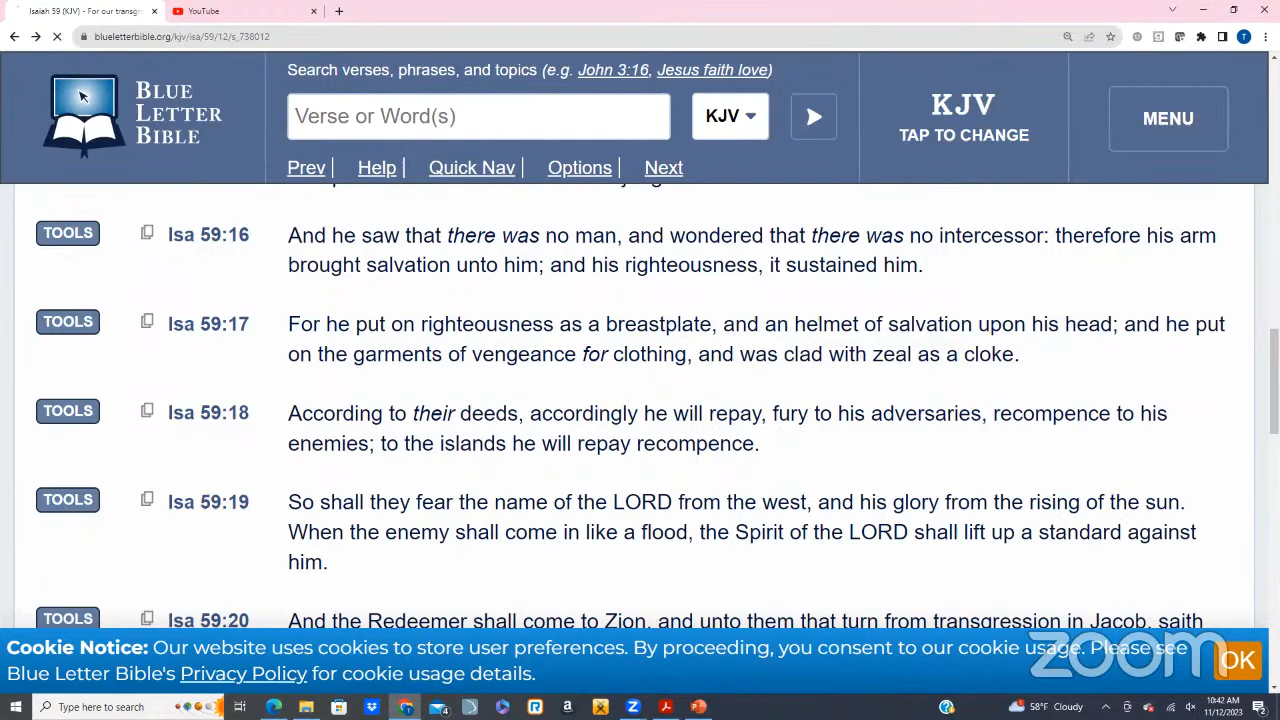 Isaiah 59 (KJV) - For our transgr
YouTube
blueletterbible.org/kjv/isa/59/12/s_738012
T
BLUE
LETTER
BIBLE
Search verses, phrases, and topics (e.g. John 3:16, Jesus faith love)
Verse or Word(s)
KJV
Prev | Help | Quick Nav | Options | Next
KJV
TAP TO CHANGE
MENU
TOOLS Isa 59:16 And he saw that there was no man, and wondered that there was no intercessor: therefore his arm
brought salvation unto him; and his righteousness, it sustained him.
TOOLS Isa 59:17 For he put on righteousness as a breastplate, and an helmet of salvation upon his head; and he put
on the garments of vengeance for clothing, and was clad with zeal as a cloke.
TOOLS Isa 59:18 According to their deeds, accordingly he will repay, fury to his adversaries, recompence to his
enemies; to the islands he will repay recompence.
TOOLS Isa 59:19 So shall they fear the name of the LORD from the west, and his glory from the rising of the sun.
When the enemy shall come in like a flood, the Spirit of the LORD shall lift up a standard against
him.
TOOLS Isa 59:20 And the Redeemer shall come to Zion, and unto them that turn from transgression in Jacob, saith
Cookie Notice: Our website uses cookies to store user preferences. By proceeding, you consent to our cookie usage. Please see
Blue Letter Bible's Privacy Policy for cookie usage details.
OK
zoom
Type here to search
58°F Cloudy
10:42 AM
11/12/2023